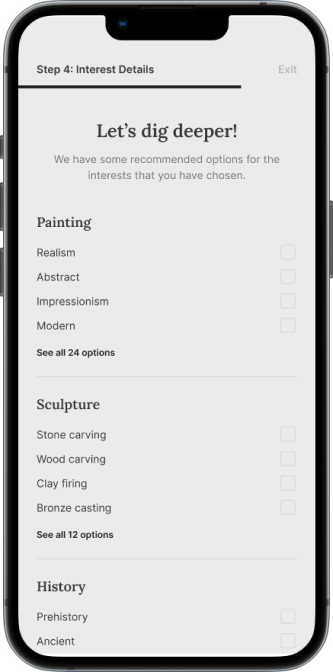 Step 4: Interest Details
Exit
Let's dig deeper!
We have some recommended options for the
interests that you have chosen.
Painting
Realism
Abstract
Impressionism
Modern
See all 24 options
Sculpture
Stone carving
Wood carving
Clay firing
Bronze casting
See all 12 options
History
Prehistory
Ancient